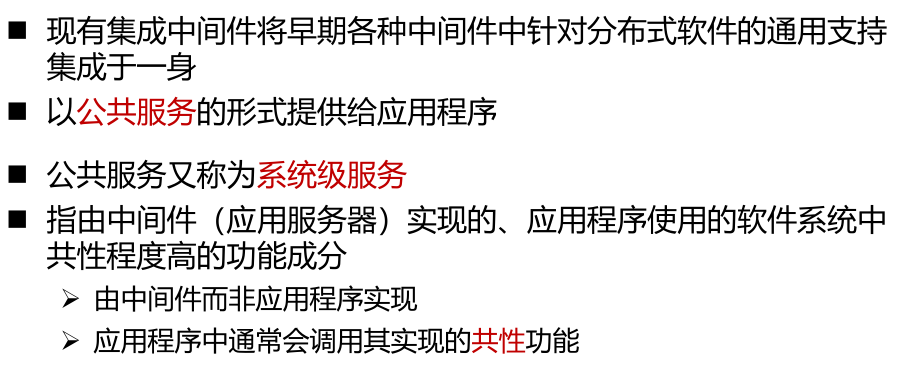 ■ 现有集成中间件将早期各种中间件中针对分布式软件的通用支持
集成于一身
■ 以公共服务的形式提供给应用程序
■ 公共服务又称为系统级服务
■ 指由中间件（应用服务器）实现的、应用程序使用的软件系统中
共性程度高的功能成分
➢ 由中间件而非应用程序实现
➢ 应用程序中通常会调用其实现的共性功能